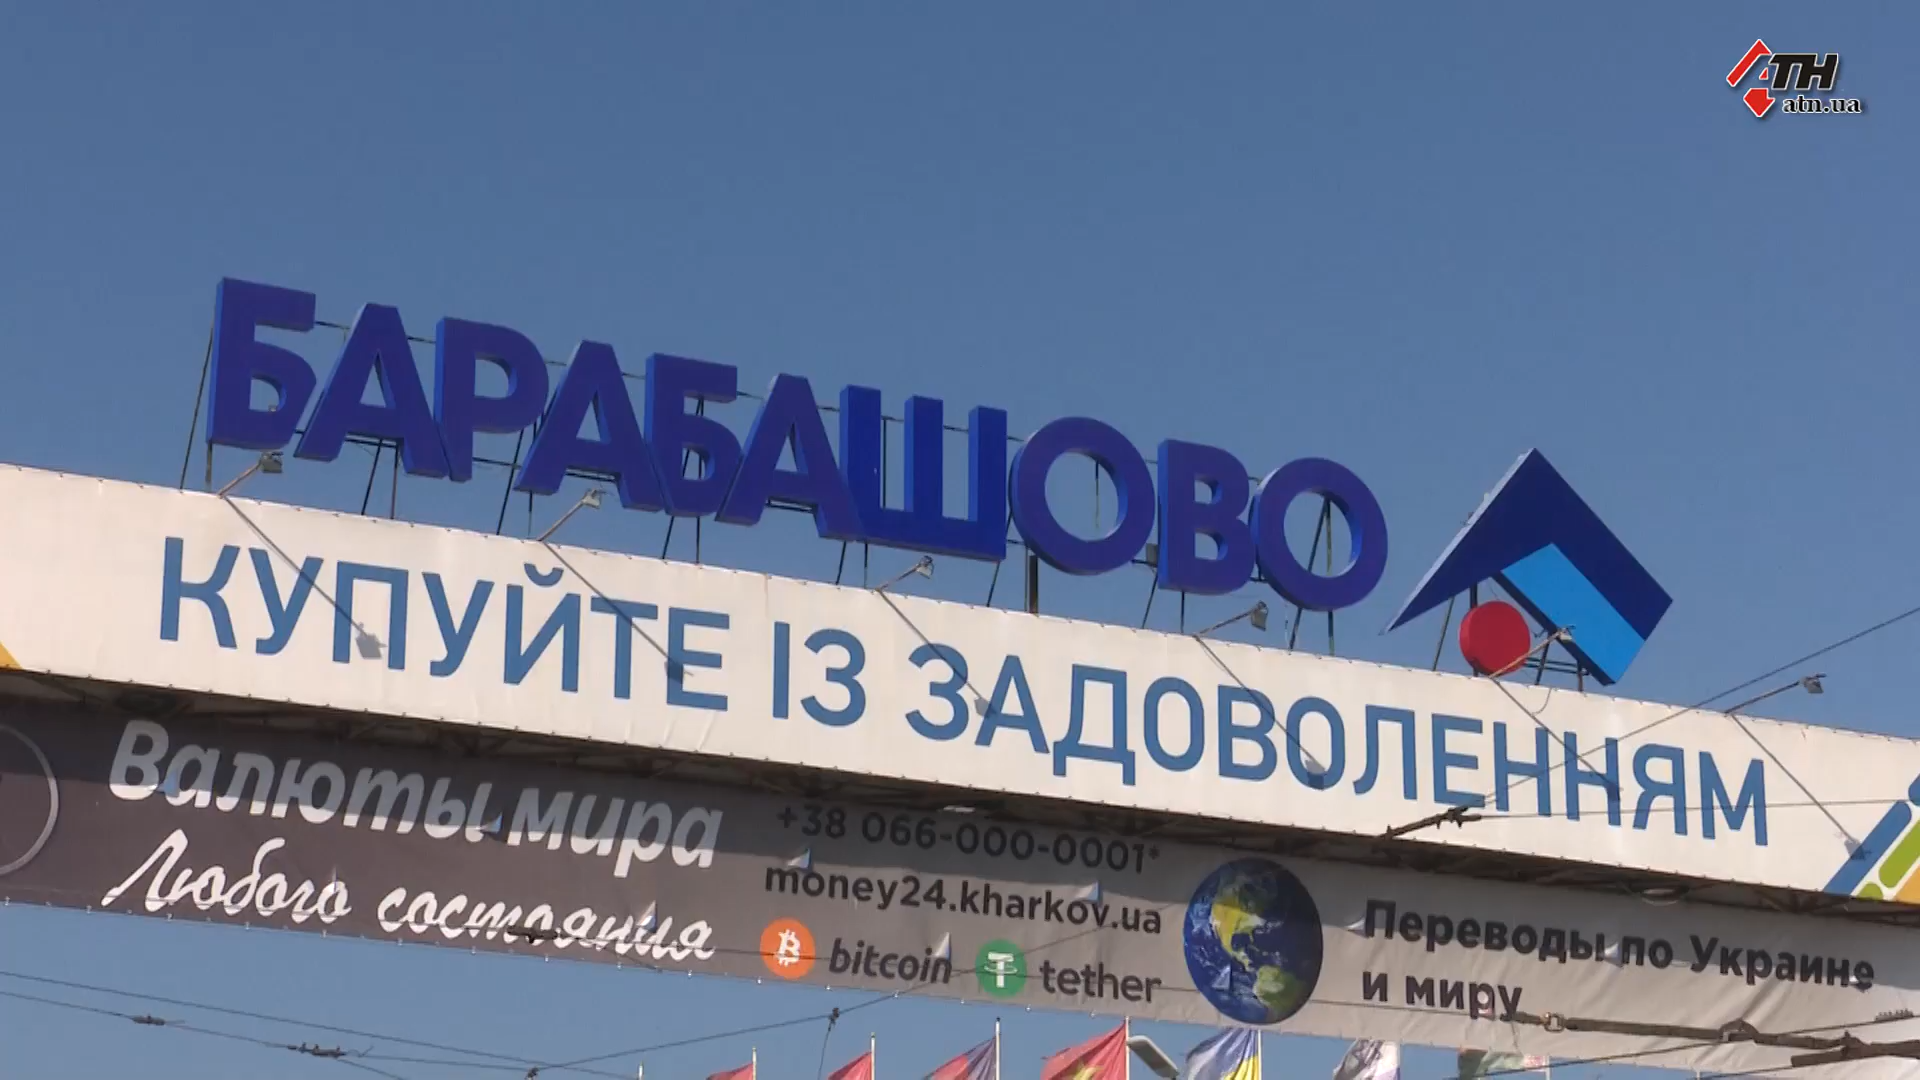 АТН
atn.ua
БАРАБАШОВО
КУПУЙТЕ ІЗ ЗАДОВОЛЕННЯМ
Валюты мира
Любого состояния
+38 066-000-0001*
money24.kharkov.ua
bitcoin
tether
Переводы по Украине
и миру